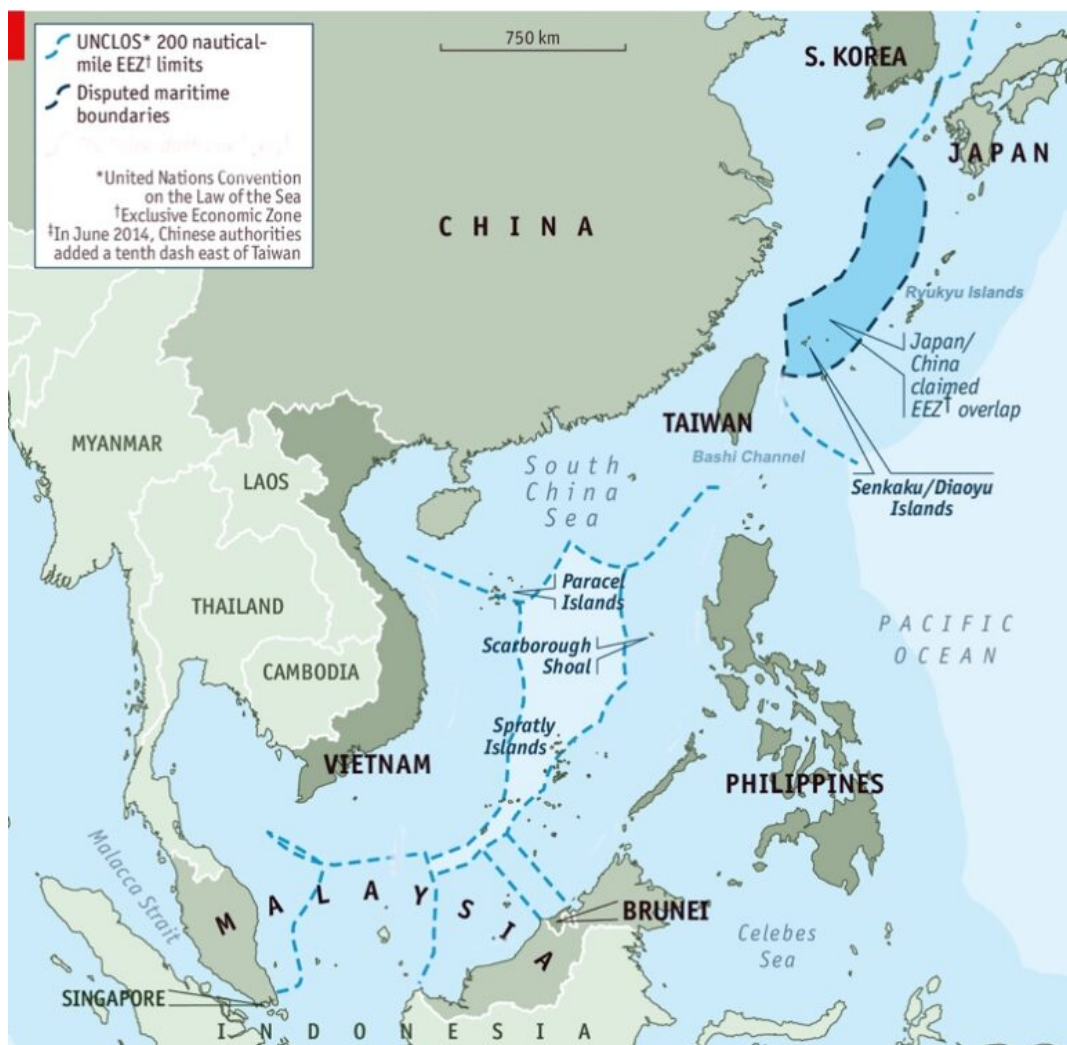 UNCLOS* 200 nautical-
mile EEZ† limits
Disputed maritime
boundaries
*United Nations Convention
on the Law of the Sea
†Exclusive Economic Zone
‡In June 2014, Chinese authorities
added a tenth dash east of Taiwan
750 km
S. KOREA
JAPAN
CHINA
Ryukyu Islands
Japan/
China
claimed
EEZ† overlap
TAIWAN
Bashi Channel
Senkaku/Diaoyu
Islands
MYANMAR
LAOS
South
China
Sea
THAILAND
Paracel
Islands
CAMBODIA
Scarborough
Shoal
PACIFIC
OCEAN
VIETNAM
Spratly
Islands
PHILIPPINES
Malacca Strait
MALAYSIA
BRUNEI
Celebes
Sea
SINGAPORE
INDONESIA